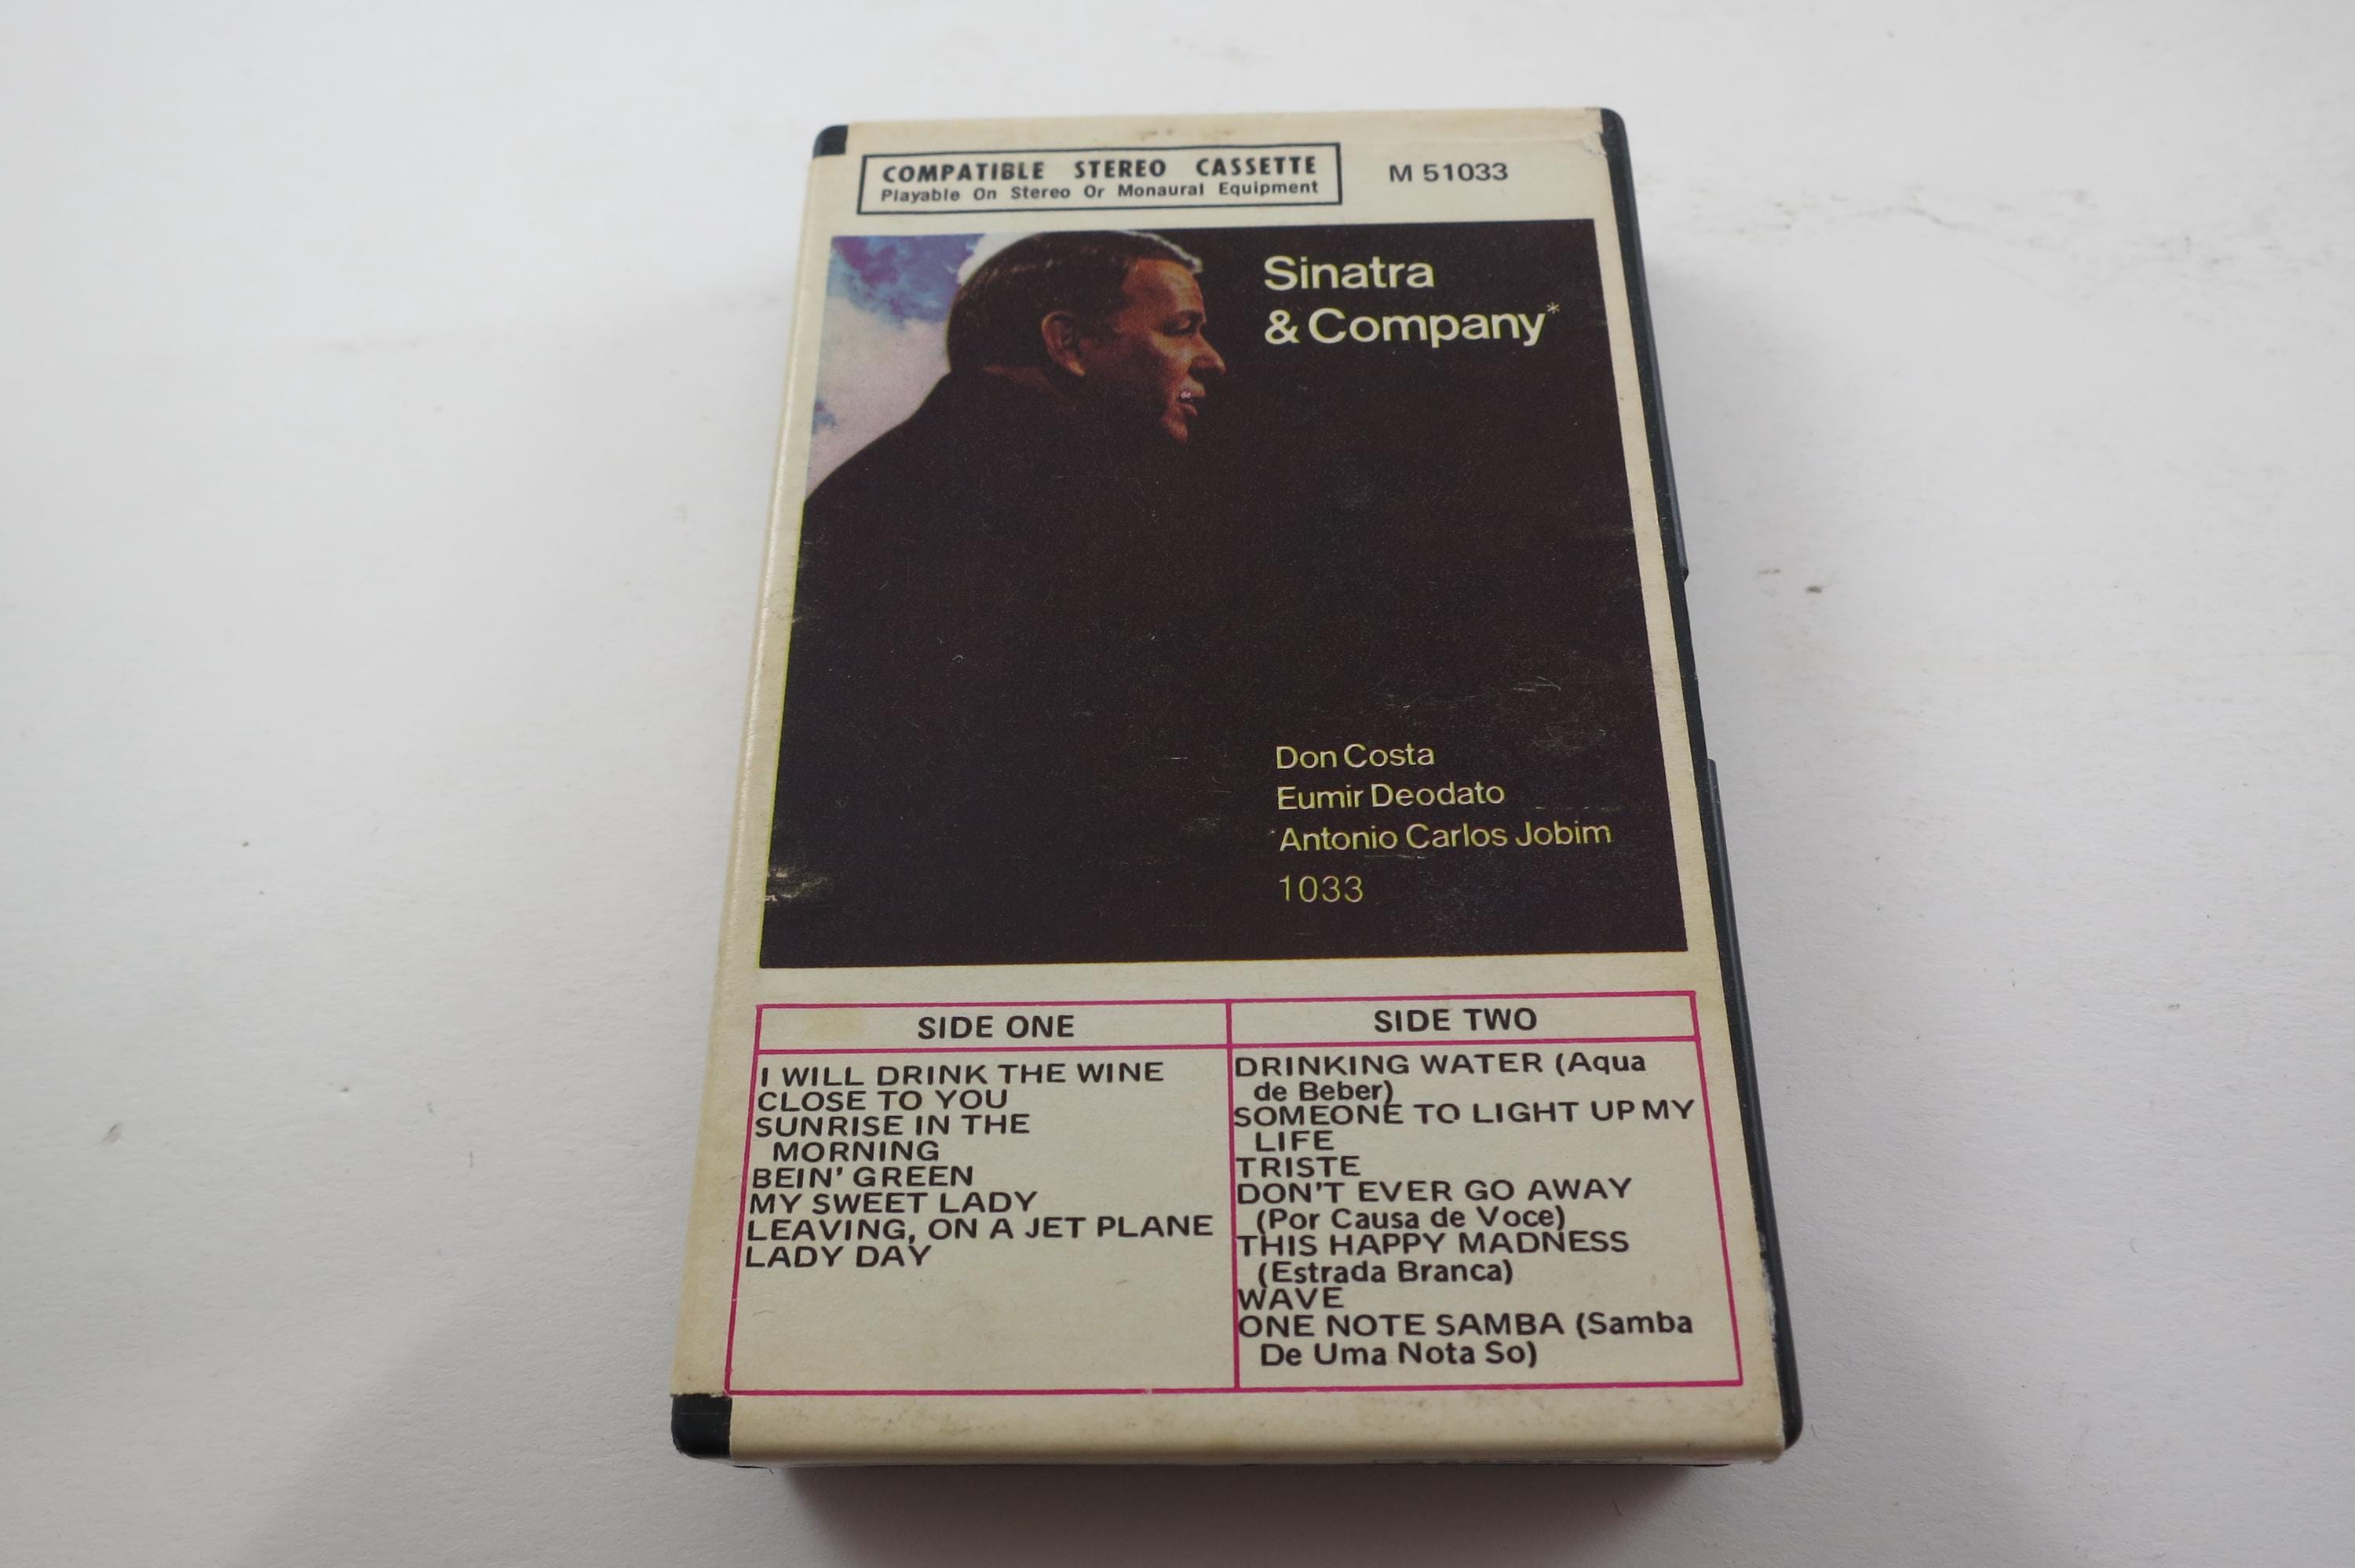 COMPATIBLE STEREO CASSETTE
Playable On Stereo Or Monaural Equipment
M 51033
Sinatra
& Company*
Don Costa
Eumir Deodato
Antonio Carlos Jobim
1033
SIDE ONE
I WILL DRINK THE WINE
CLOSE TO YOU
SUNRISE IN THE
MORNING
BEIN' GREEN
MY SWEET LADY
LEAVING, ON A JET PLANE
LADY DAY
SIDE TWO
DRINKING WATER (Aqua
de Beber)
SOMEONE TO LIGHT UP MY
LIFE
TRISTE
DON'T EVER GO AWAY
(Por Causa de Voce)
THIS HAPPY MADNESS
(Estrada Branca)
WAVE
ONE NOTE SAMBA (Samba
De Uma Nota So)